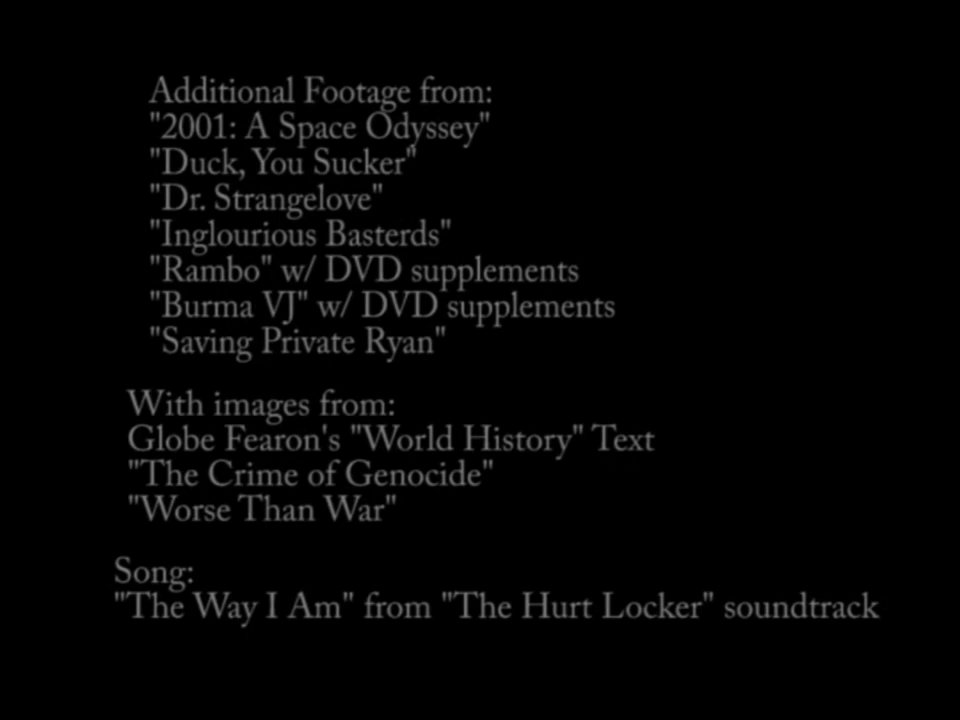 Additional Footage from:
"2001: A Space Odyssey"
"Duck, You Sucker"
"Dr. Strangelove"
"Inglourious Basterds"
"Rambo" w/ DVD supplements
"Burma VJ" w/ DVD supplements
"Saving Private Ryan"
With images from:
Globe Fearon's "World History" Text
"The Crime of Genocide"
"Worse Than War"
Song:
"The Way I Am" from "The Hurt Locker" soundtrack